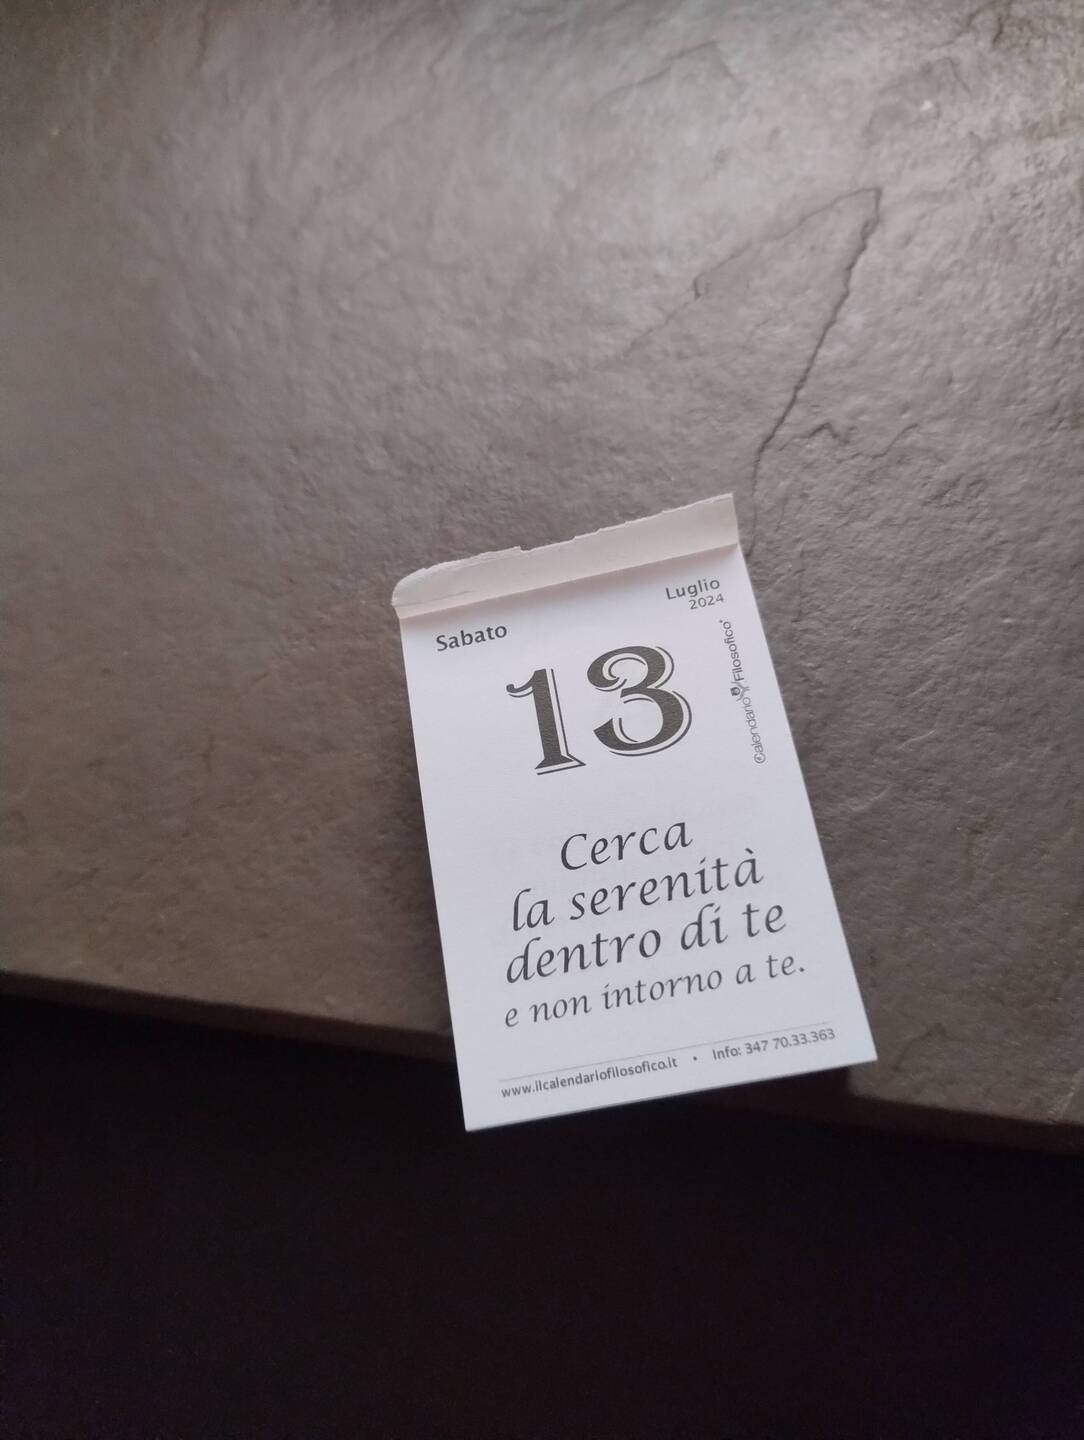 Sabato
Luglio
2024
13
Calendario Filosofico
Cerca
la serenità
dentro di te
e non intorno a te.
www.ilcalendariofilosofico.it • Info: 347 70.33.363